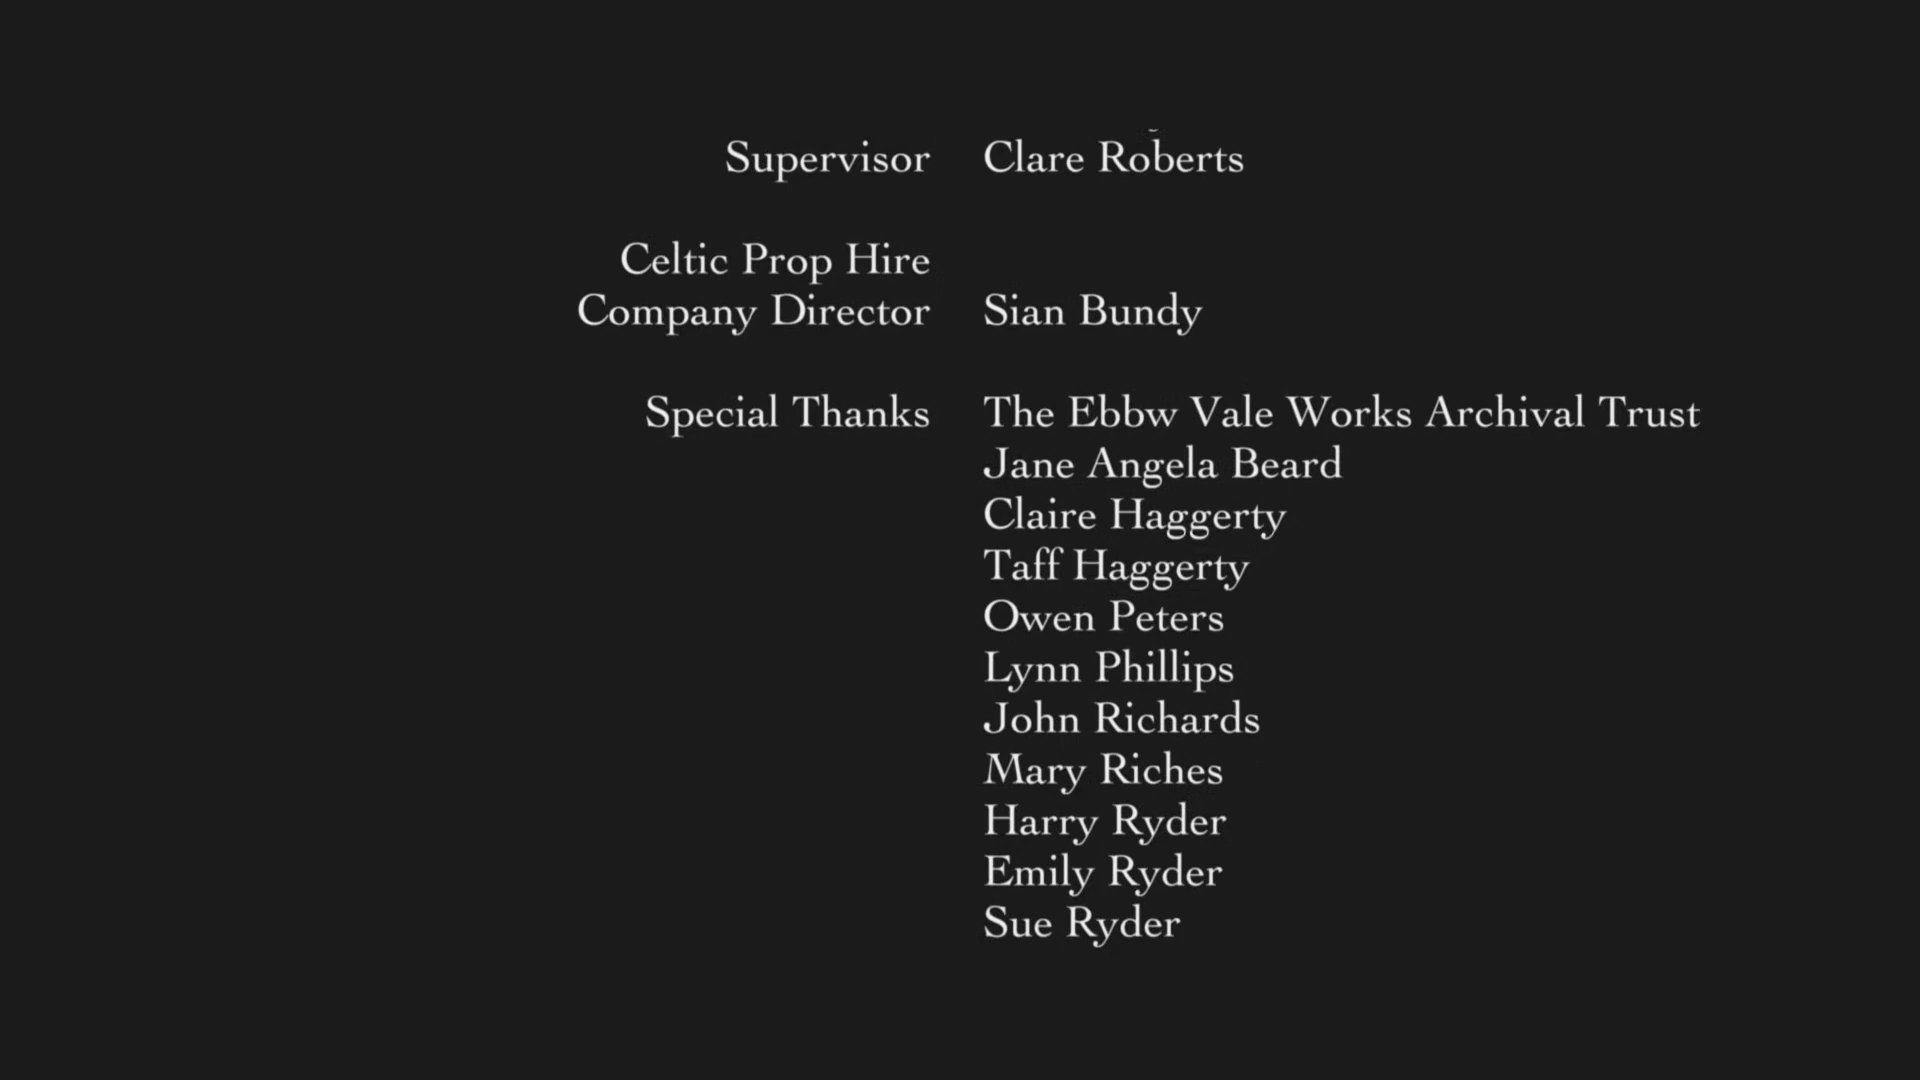 Supervisor Clare Roberts
Celtic Prop Hire
Company Director Sian Bundy
Special Thanks The Ebbw Vale Works Archival Trust
Jane Angela Beard
Claire Haggerty
Taff Haggerty
Owen Peters
Lynn Phillips
John Richards
Mary Riches
Harry Ryder
Emily Ryder
Sue Ryder